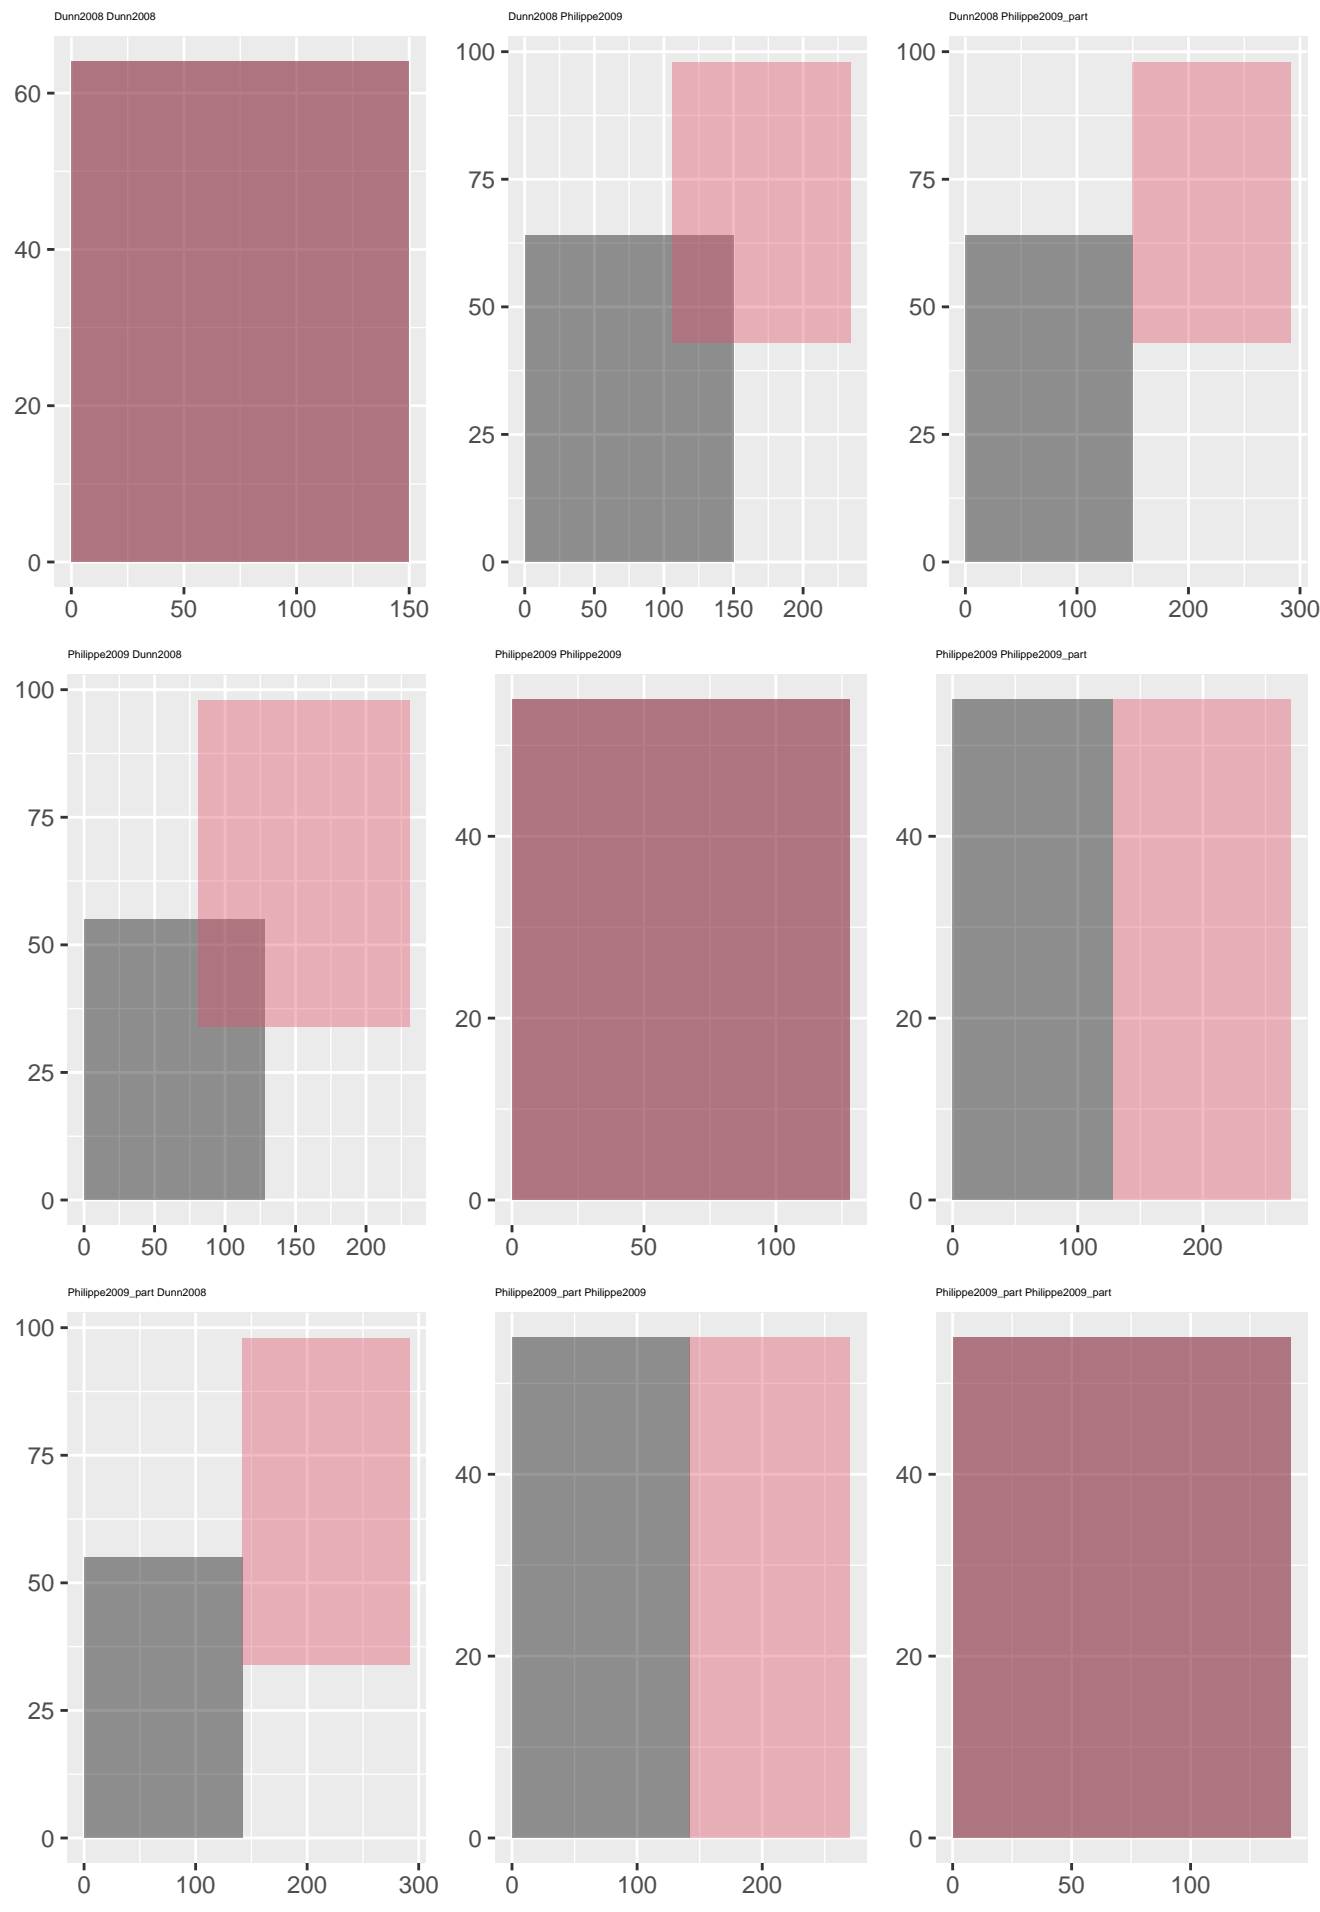 Dunn2008 Dunn2008
60
40
20
0
0 50 100 150
Dunn2008 Philippe2009
100
75
50
25
0
0 50 100 150 200
Dunn2008 Philippe2009_part
100
75
50
25
0
0 100 200 300
Philippe2009 Dunn2008
100
75
50
25
0
0 50 100 150 200
Philippe2009 Philippe2009
40
20
0
0 50 100
Philippe2009 Philippe2009_part
40
20
0
0 100 200
Philippe2009_part Dunn2008
100
75
50
25
0
0 100 200 300
Philippe2009_part Philippe2009
40
20
0
0 100 200
Philippe2009_part Philippe2009_part
40
20
0
0 50 100